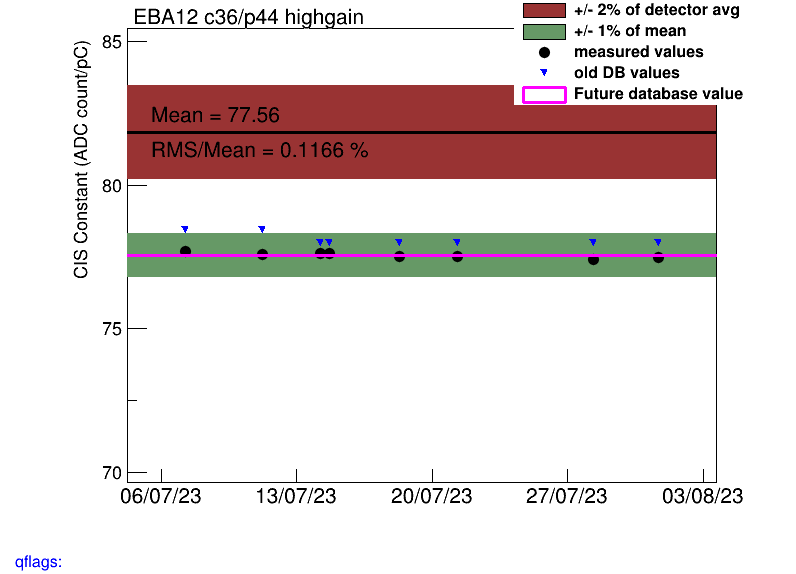 EBA12 c36/p44 highgain
+/- 2% of detector avg
+/- 1% of mean
measured values
old DB values
Future database value
CIS Constant (ADC count/pC)
85
80
75
70
Mean = 77.56
RMS/Mean = 0.1166 %
06/07/23 13/07/23 20/07/23 27/07/23 03/08/23
qflags: